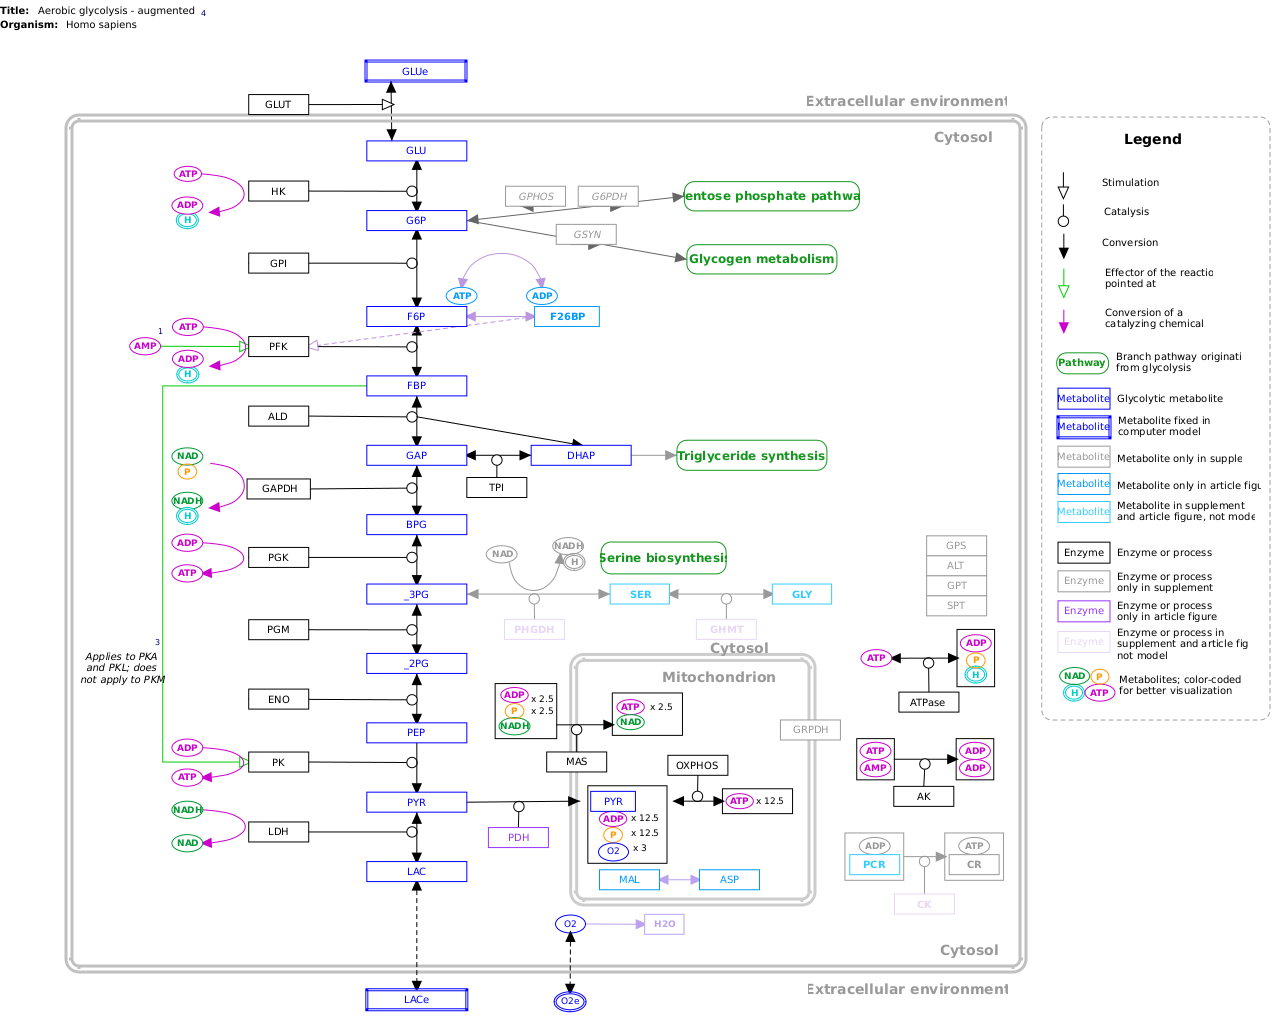 Title: Aerobic glycolysis - augmented 4
Organism: Homo sapiens
GLUe
GLUT
Extracellular environment
Cytosol
GLU
ATP
HK
ADP
H
G6P
GPHOS
G6PDH
entose phosphate pathwa
GSYN
Glycogen metabolism
GPI
ATP
ADP
F6P
F26BP
1
ATP
AMP
PFK
ADP
H
FBP
ALD
NAD
P
GAP
DHAP
Triglyceride synthesis
TPI
GAPDH
NADH
H
BPG
ADP
PGK
ATP
NAD
NADH
H
Serine biosynthesis
_3PG
SER
GLY
PHGDH
GHMT
GPS
ALT
GPT
SPT
PGM
3
Applies to PKA
and PKL; does
not apply to PKM
_2PG
Cytosol
Mitochondrion
ATP
ADP
P
H
ATPase
ENO
ADP x 2.5
P x 2.5
NADH
ATP x 2.5
NAD
GRPDH
PEP
MAS
ADP
PK
ATP
OXPHOS
ATP
AMP
ADP
ADP
AK
NADH
LDH
NAD
PYR
PDH
PYR
ADP x 12.5
P x 12.5
O2 x 3
ATP x 12.5
ADP
PCR
ATP
CR
CK
LAC
MAL
ASP
O2
H2O
Cytosol
LACe
O2e
Extracellular environment
Legend
Stimulation
Catalysis
Conversion
Effector of the reactio
pointed at
Conversion of a
catalyzing chemical
Pathway
Branch pathway originati
from glycolysis
Metabolite Glycolytic metabolite
Metabolite
Metabolite fixed in
computer model
Metabolite Metabolite only in supple
Metabolite Metabolite only in article figu
Metabolite
Metabolite in supplement
and article figure, not mode
Enzyme Enzyme or process
Enzyme
Enzyme or process
only in supplement
Enzyme
Enzyme or process
only in article figure
Enzyme
Enzyme or process in
supplement and article fig
not model
NAD P
H ATP
Metabolites; color-coded
for better visualization